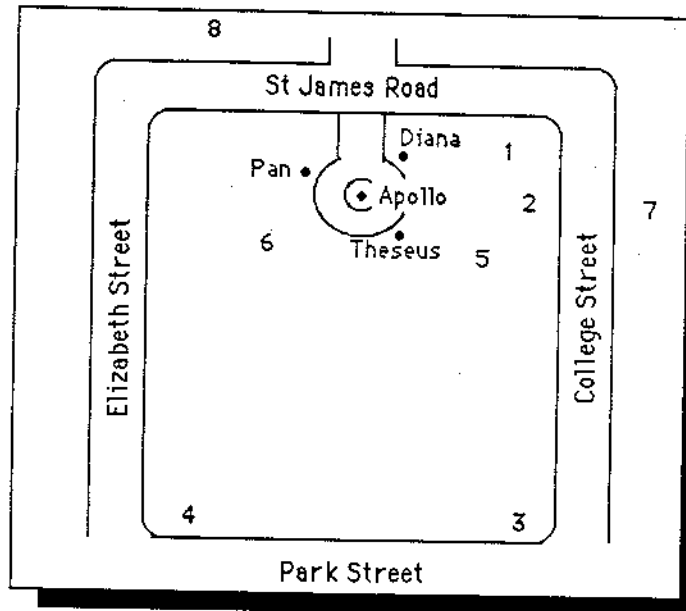 8
St James Road
Diana
1
Pan
Apollo
2
7
6
Theseus
5
Elizabeth Street
College Street
4
3
Park Street